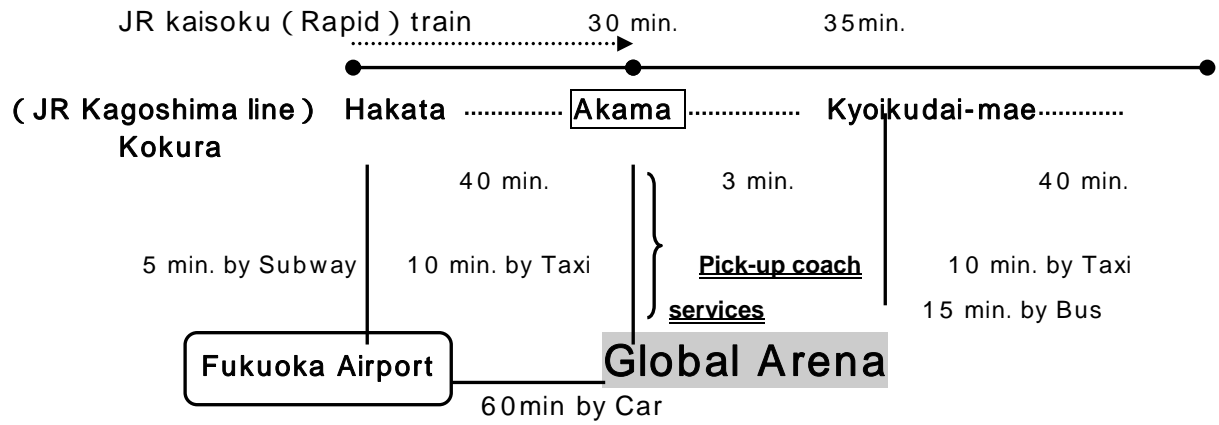 JR kaisoku ( Rapid ) train 30 min. 35min.
( JR Kagoshima line ) Hakata ............... Akama ................. Kyoikudai-mae.............
Kokura
40 min. 3 min. 40 min.
5 min. by Subway 10 min. by Taxi Pick-up coach 10 min. by Taxi
services 15 min. by Bus
Fukuoka Airport Global Arena
60min by Car